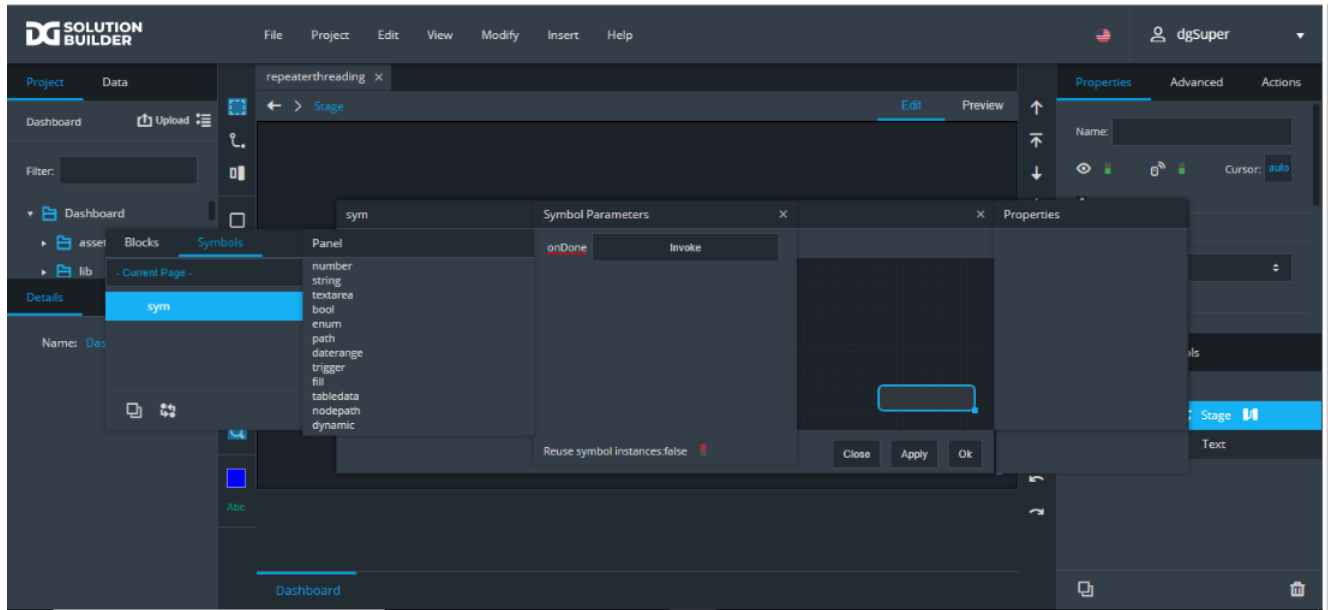 DG SOLUTION BUILDER
File Project Edit View Modify Insert Help
dgSuper
Project Data
repeaterthreading ×
Properties Advanced Actions
Stage
Edit Preview
Dashboard
Upload
Name:
Filter:
Cursor: auto
Dashboard
lib
sym
Symbol Parameters ×
× Properties
Blocks Symbols
Panel
onDone Invoke
- Current Page -
sym
number
string
textarea
bool
enum
path
daterange
trigger
fill
tabledata
nodepath
dynamic
Details
Name:
Reuse symbol instances:false
Close Apply Ok
Stage
Text
Abc
Dashboard